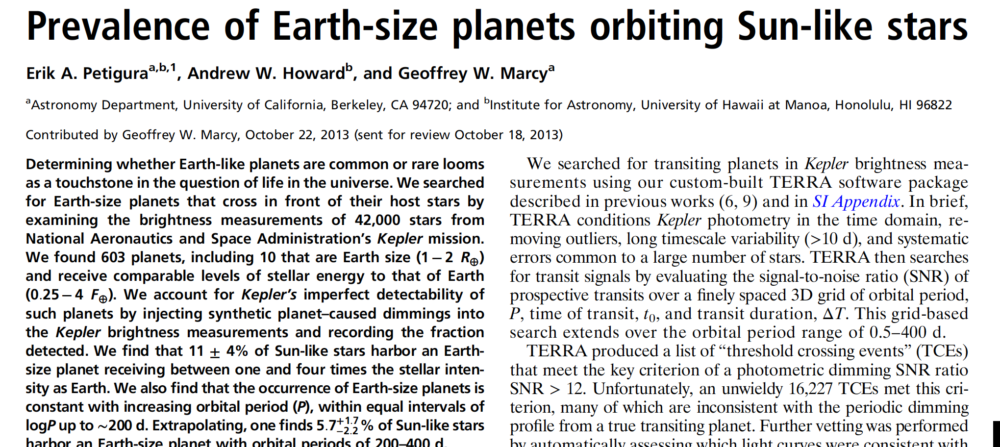 Prevalence of Earth-size planets orbiting Sun-like stars
Erik A. Petigura^a,b,1, Andrew W. Howard^b, and Geoffrey W. Marcy^a
^aAstronomy Department, University of California, Berkeley, CA 94720; and ^bInstitute for Astronomy, University of Hawaii at Manoa, Honolulu, HI 96822
Contributed by Geoffrey W. Marcy, October 22, 2013 (sent for review October 18, 2013)
Determining whether Earth-like planets are common or rare looms
as a touchstone in the question of life in the universe. We searched
for Earth-size planets that cross in front of their host stars by
examining the brightness measurements of 42,000 stars from
National Aeronautics and Space Administration's Kepler mission.
We found 603 planets, including 10 that are Earth size (1 – 2 R⊕)
and receive comparable levels of stellar energy to that of Earth
(0.25 – 4 F⊕). We account for Kepler's imperfect detectability of
such planets by injecting synthetic planet–caused dimmings into
the Kepler brightness measurements and recording the fraction
detected. We find that 11 ± 4% of Sun-like stars harbor an Earth-
size planet receiving between one and four times the stellar inten-
sity as Earth. We also find that the occurrence of Earth-size planets is
constant with increasing orbital period (P), within equal intervals of
logP up to ~200 d. Extrapolating, one finds 5.7+1.7−2.2% of Sun-like stars
harbor an Earth-size planet with orbital periods of 200–400 d.
We searched for transiting planets in Kepler brightness mea-
surements using our custom-built TERRA software package
described in previous works (6, 9) and in SI Appendix. In brief,
TERRA conditions Kepler photometry in the time domain, re-
moving outliers, long timescale variability (>10 d), and systematic
errors common to a large number of stars. TERRA then searches
for transit signals by evaluating the signal-to-noise ratio (SNR) of
prospective transits over a finely spaced 3D grid of orbital period,
P, time of transit, t0, and transit duration, ΔT. This grid-based
search extends over the orbital period range of 0.5–400 d.
TERRA produced a list of "threshold crossing events" (TCEs)
that meet the key criterion of a photometric dimming SNR ratio
SNR > 12. Unfortunately, an unwieldy 16,227 TCEs met this cri-
terion, many of which are inconsistent with the periodic dimming
profile from a true transiting planet. Further vetting was performed
by automatically assessing which light curves were consistent with